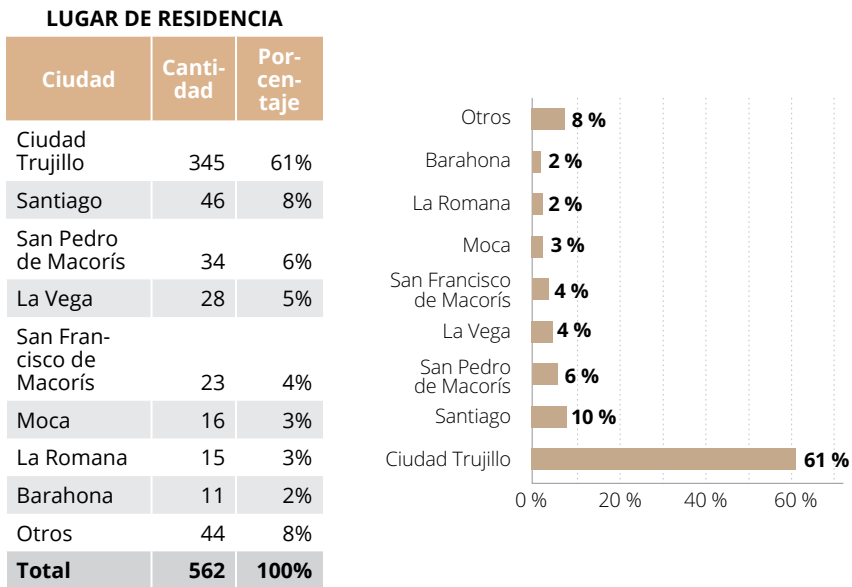 LUGAR DE RESIDENCIA
Ciudad Canti- Por-
dad cen-
taje
Ciudad
Trujillo 345 61%
Santiago 46 8%
San Pedro
de Macorís 34 6%
La Vega 28 5%
San Fran-
cisco de
Macorís 23 4%
Moca 16 3%
La Romana 15 3%
Barahona 11 2%
Otros 44 8%
Total 562 100%
Otros 8 %
Barahona 2 %
La Romana 2 %
Moca 3 %
San Francisco
de Macorís 4 %
La Vega 4 %
San Pedro
de Macorís 6 %
Santiago 10 %
Ciudad Trujillo 61 %
0 % 20 % 40 % 60 %